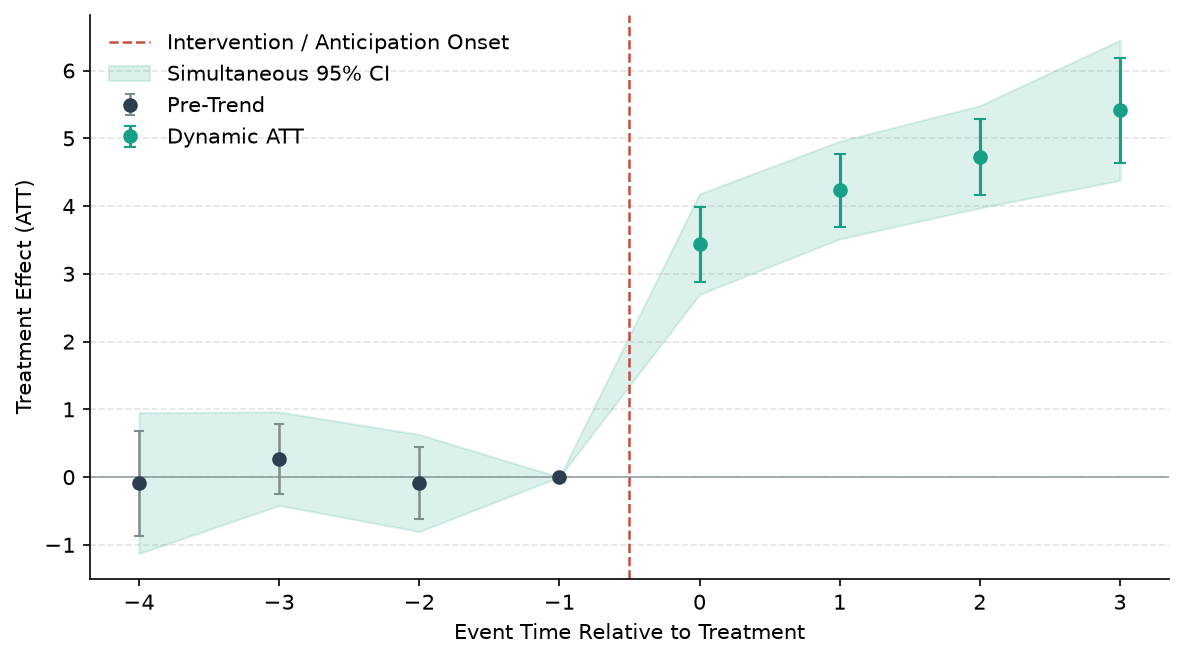 Intervention / Anticipation Onset
Simultaneous 95% CI
Pre-Trend
Dynamic ATT
Treatment Effect (ATT)
6
5
4
3
2
1
0
−1
−4
−3
−2
−1
0
1
2
3
Event Time Relative to Treatment